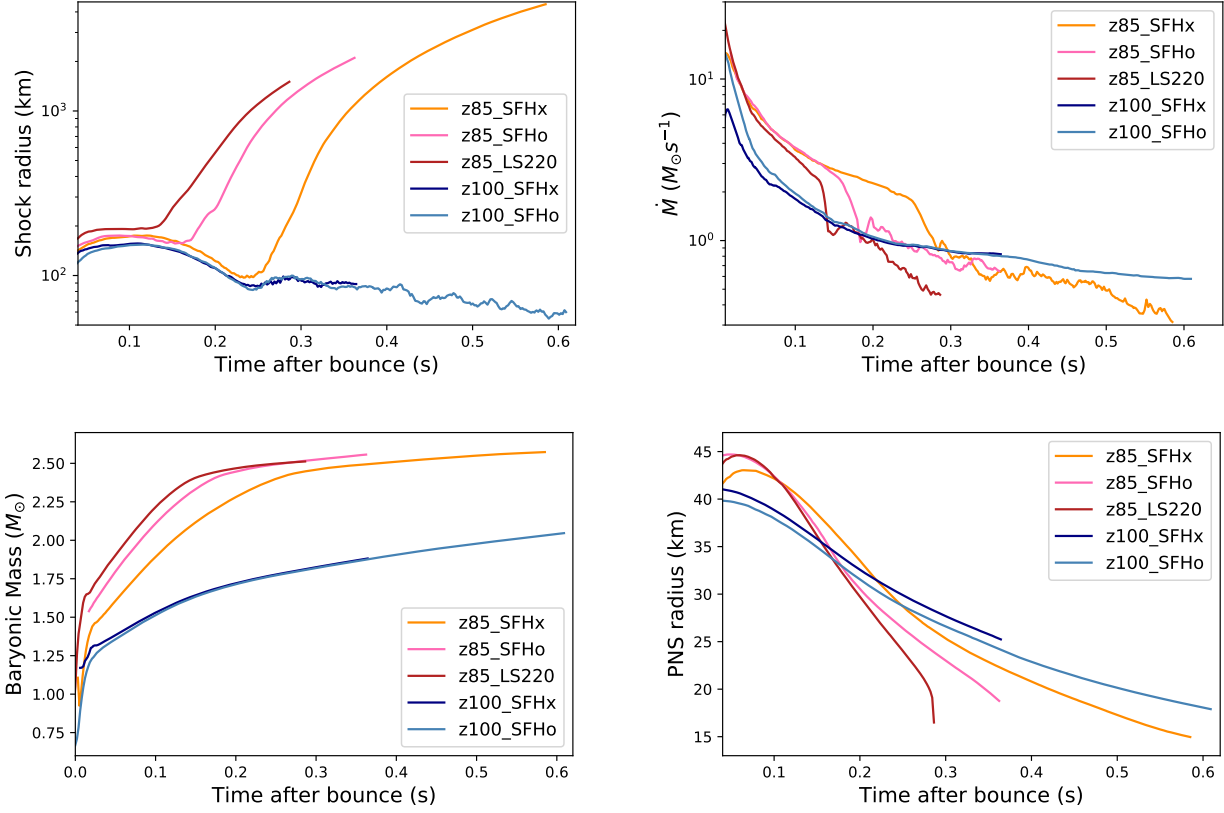 Shock radius (km)
10³
10²
0.1 0.2 0.3 0.4 0.5 0.6
Time after bounce (s)
z85_SFHx
z85_SFHo
z85_LS220
z100_SFHx
z100_SFHo
Ṁ (M⊙s⁻¹)
10¹
10⁰
0.1 0.2 0.3 0.4 0.5 0.6
Time after bounce (s)
z85_SFHx
z85_SFHo
z85_LS220
z100_SFHx
z100_SFHo
Baryonic Mass (M⊙)
2.50
2.25
2.00
1.75
1.50
1.25
1.00
0.75
0.0 0.1 0.2 0.3 0.4 0.5 0.6
Time after bounce (s)
z85_SFHx
z85_SFHo
z85_LS220
z100_SFHx
z100_SFHo
PNS radius (km)
45
40
35
30
25
20
15
0.1 0.2 0.3 0.4 0.5 0.6
Time after bounce (s)
z85_SFHx
z85_SFHo
z85_LS220
z100_SFHx
z100_SFHo